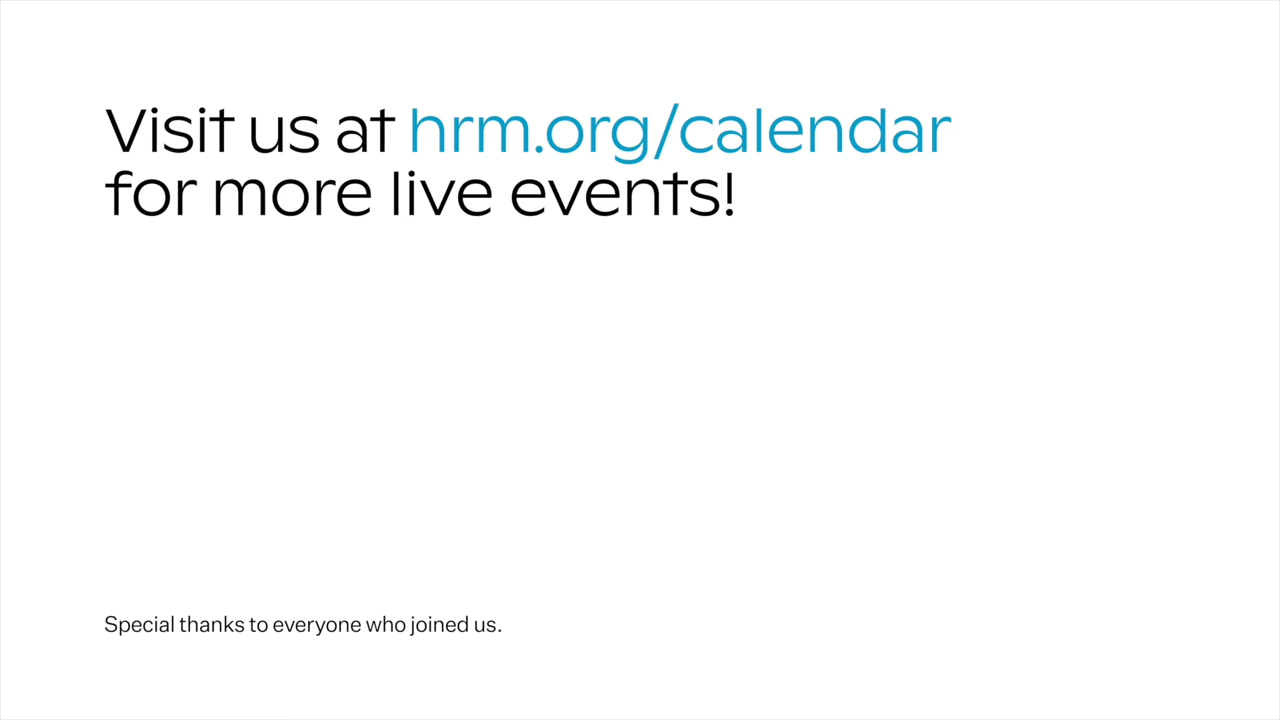 Visit us at hrm.org/calendar
for more live events!
Special thanks to everyone who joined us.